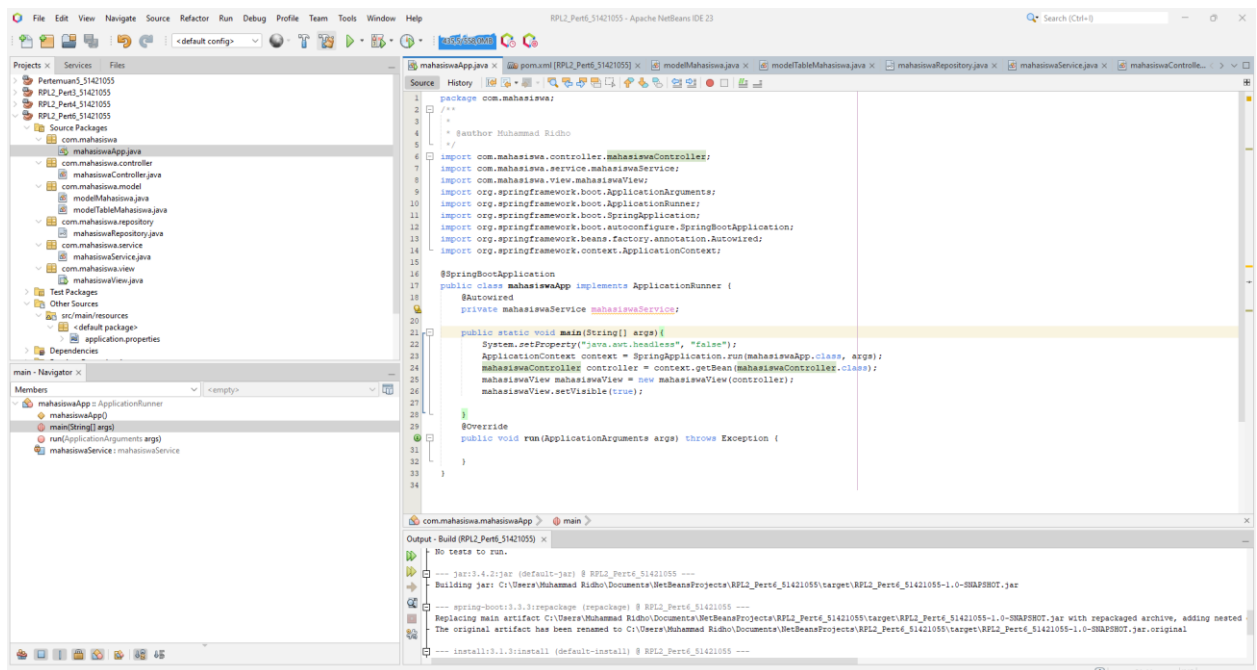 File Edit View Navigate Source Refactor Run Debug Profile Team Tools Window Help
RPL2_Pert6_51421055 - Apache NetBeans IDE 23
Search (Ctrl+I)
<default config>
Projects × Services Files
Pertemuan5_51421055
RPL2_Pert3_51421055
RPL2_Pert4_51421055
RPL2_Pert6_51421055
Source Packages
com.mahasiswa
mahasiswaApp.java
com.mahasiswa.controller
mahasiswaController.java
com.mahasiswa.model
modelMahasiswa.java
modelTableMahasiswa.java
com.mahasiswa.repository
mahasiswaRepository.java
com.mahasiswa.service
mahasiswaService.java
com.mahasiswa.view
mahasiswaView.java
Test Packages
Other Sources
src/main/resources
<default package>
application.properties
Dependencies
main - Navigator ×
Members <empty>
mahasiswaApp :: ApplicationRunner
mahasiswaApp()
main(String[] args)
run(ApplicationArguments args)
mahasiswaService : mahasiswaService
mahasiswaApp.java × pom.xml [RPL2_Pert6_51421055] × modelMahasiswa.java × modelTableMahasiswa.java × mahasiswaRepository.java × mahasiswaService.java × mahasiswaControlle...
Source History
1 package com.mahasiswa;
2 /**
3 *
4 * @author Muhammad Ridho
5 */
6 import com.mahasiswa.controller.mahasiswaController;
7 import com.mahasiswa.service.mahasiswaService;
8 import com.mahasiswa.view.mahasiswaView;
9 import org.springframework.boot.ApplicationArguments;
10 import org.springframework.boot.ApplicationRunner;
11 import org.springframework.boot.SpringApplication;
12 import org.springframework.boot.autoconfigure.SpringBootApplication;
13 import org.springframework.beans.factory.annotation.Autowired;
14 import org.springframework.context.ApplicationContext;
15
16 @SpringBootApplication
17 public class mahasiswaApp implements ApplicationRunner {
18 @Autowired
private mahasiswaService mahasiswaService;
20
21 public static void main(String[] args){
22 System.setProperty("java.awt.headless", "false");
23 ApplicationContext context = SpringApplication.run(mahasiswaApp.class, args);
24 mahasiswaController controller = context.getBean(mahasiswaController.class);
25 mahasiswaView mahasiswaView = new mahasiswaView(controller);
26 mahasiswaView.setVisible(true);
27
28 }
29 @Override
public void run(ApplicationArguments args) throws Exception {
31
32 }
33 }
34
com.mahasiswa.mahasiswaApp main
Output - Build (RPL2_Pert6_51421055) ×
No tests to run.
--- jar:3.4.2:jar (default-jar) @ RPL2_Pert6_51421055 ---
Building jar: C:\Users\Muhammad Ridho\Documents\NetBeansProjects\RPL2_Pert6_51421055\target\RPL2_Pert6_51421055-1.0-SNAPSHOT.jar
--- spring-boot:3.3.3:repackage (repackage) @ RPL2_Pert6_51421055 ---
Replacing main artifact C:\Users\Muhammad Ridho\Documents\NetBeansProjects\RPL2_Pert6_51421055\target\RPL2_Pert6_51421055-1.0-SNAPSHOT.jar with repackaged archive, adding nested
The original artifact has been renamed to C:\Users\Muhammad Ridho\Documents\NetBeansProjects\RPL2_Pert6_51421055\target\RPL2_Pert6_51421055-1.0-SNAPSHOT.jar.original
--- install:3.1.3:install (default-install) @ RPL2_Pert6_51421055 ---